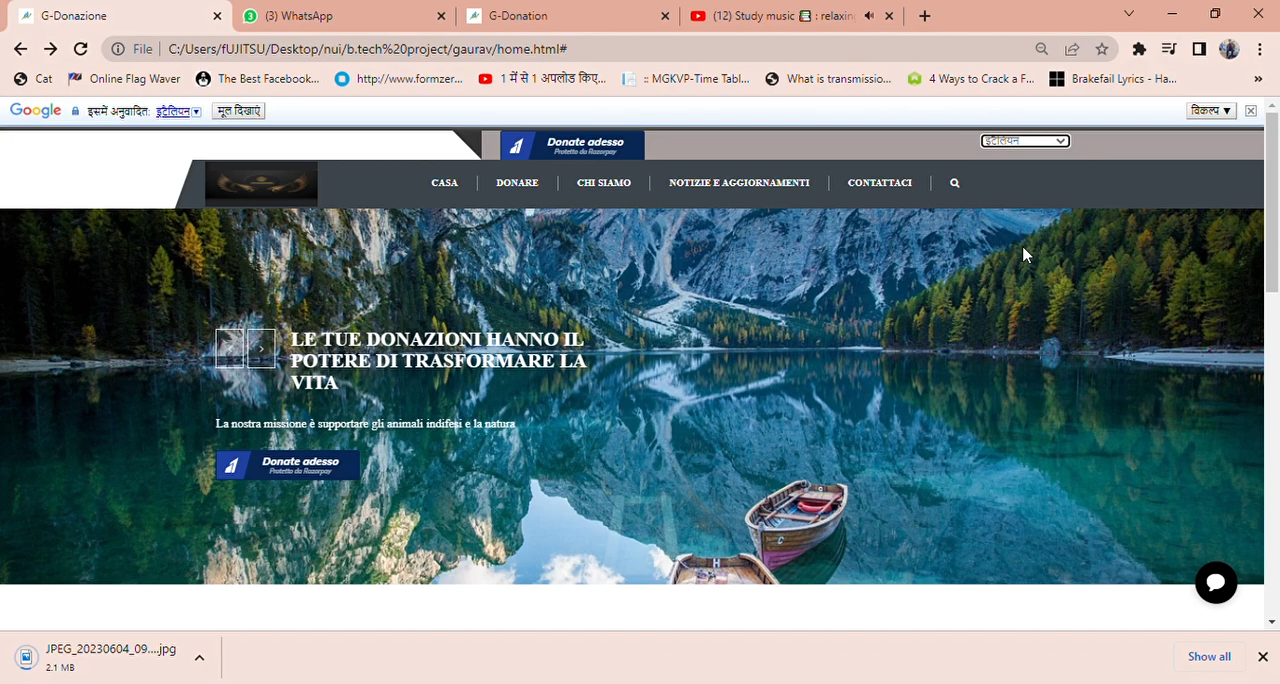 G-Donazione
(3) WhatsApp
G-Donation
(12) Study music 📓 : relaxin
File
C:/Users/fUJITSU/Desktop/nui/b.tech%20project/gaurav/home.html#
Cat
Online Flag Waver
The Best Facebook...
http://www.formzer...
1 में से 1 अपलोड किए...
:: MGKVP-Time Tabl...
What is transmissio...
4 Ways to Crack a F...
Brakefail Lyrics - Ha...
»
Google इसमें अनुवादित: इटैलियन ▼ मूल दिखाएं
विकल्प ▼
Donate adesso
Protetto da Razorpay
इटैलियन
CASA
DONARE
CHI SIAMO
NOTIZIE E AGGIORNAMENTI
CONTATTACI
LE TUE DONAZIONI HANNO IL
POTERE DI TRASFORMARE LA
VITA
La nostra missione è supportare gli animali indifesi e la natura
Donate adesso
Protetto da Razorpay
JPEG_20230604_09....jpg
2.1 MB
Show all